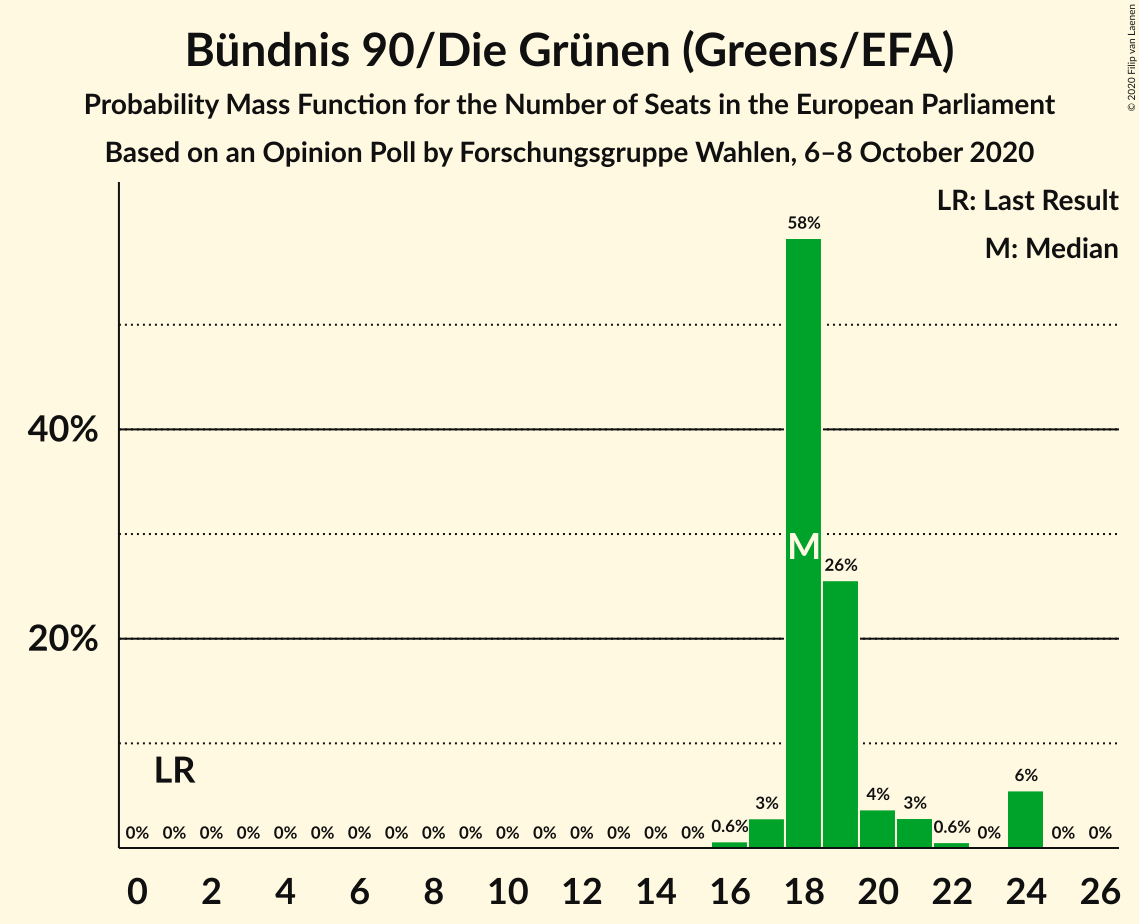 Bündnis 90/Die Grünen (Greens/EFA)
Probability Mass Function for the Number of Seats in the European Parliament
Based on an Opinion Poll by Forschungsgruppe Wahlen, 6–8 October 2020
© 2020 Filip van Laenen
LR: Last Result
M: Median
58%
40%
M
26%
20%
LR
6%
4%
3%
3%
0% 0% 0% 0% 0% 0% 0% 0% 0% 0% 0% 0% 0% 0% 0% 0% 0.6% 0.6% 0% 0% 0%
0 2 4 6 8 10 12 14 16 18 20 22 24 26